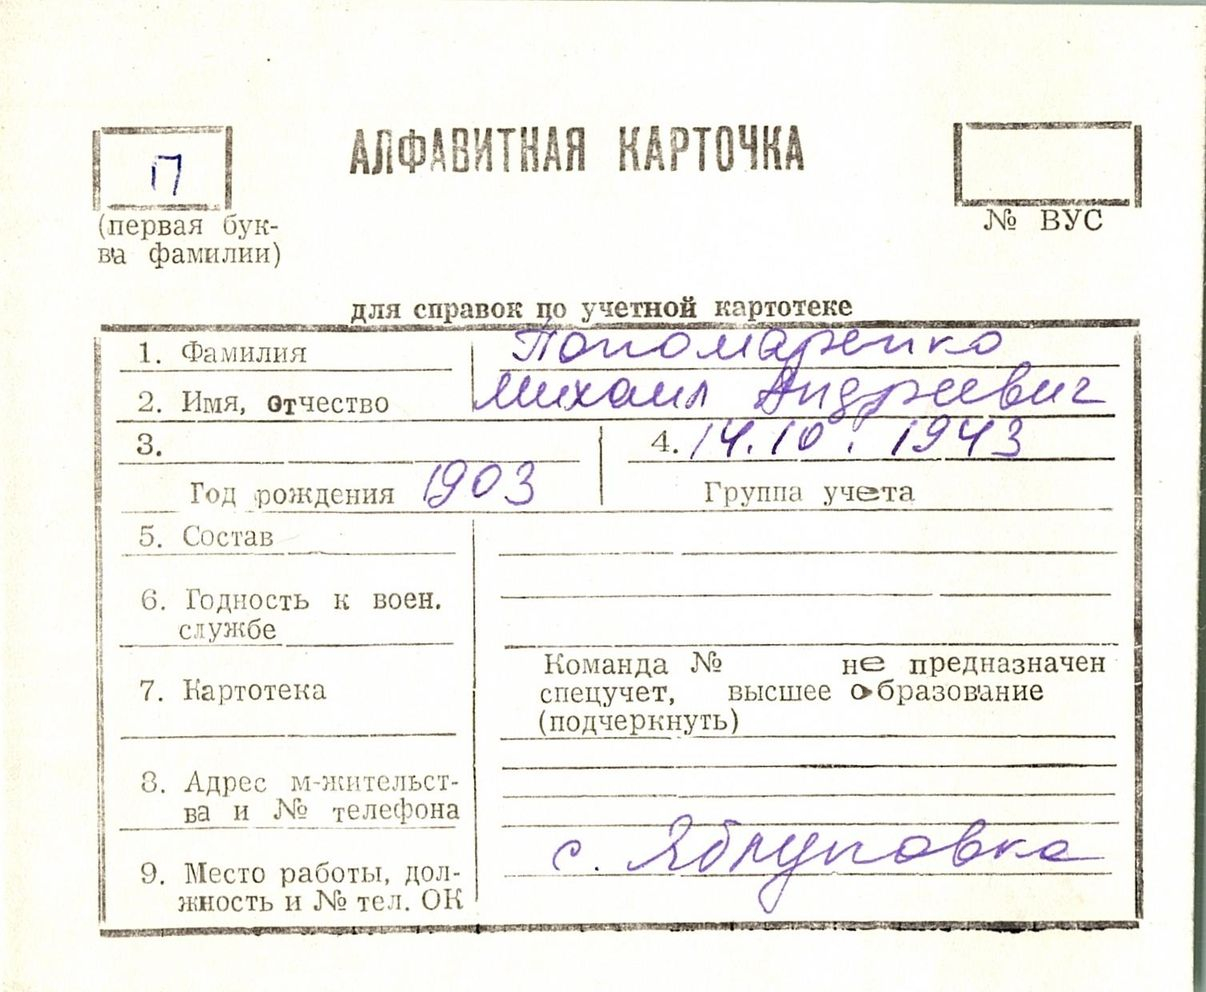 П
АЛФАВИТНАЯ КАРТОЧКА
(первая бук-
ва фамилии)
№ ВУС
для справок по учетной картотеке
1. Фамилия Пономаренко
2. Имя, отчество Михаил Андреевич
3.
4. 14.10. 1943
Год рождения 1903
Группа учета
5. Состав
6. Годность к воен.
службе
7. Картотека
Команда № не предназначен
спецучет, высшее образование
(подчеркнуть)
8. Адрес м-жительст-
ва и № телефона
с. Яблуновка
9. Место работы, дол-
жность и № тел. ОК